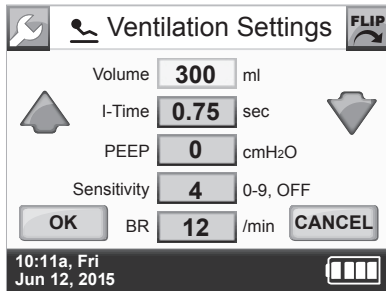 Ventilation Settings
FLIP
Volume 300 ml
I-Time 0.75 sec
PEEP 0 cmH2O
Sensitivity 4 0-9, OFF
OK BR 12 /min CANCEL
10:11a, Fri
Jun 12, 2015